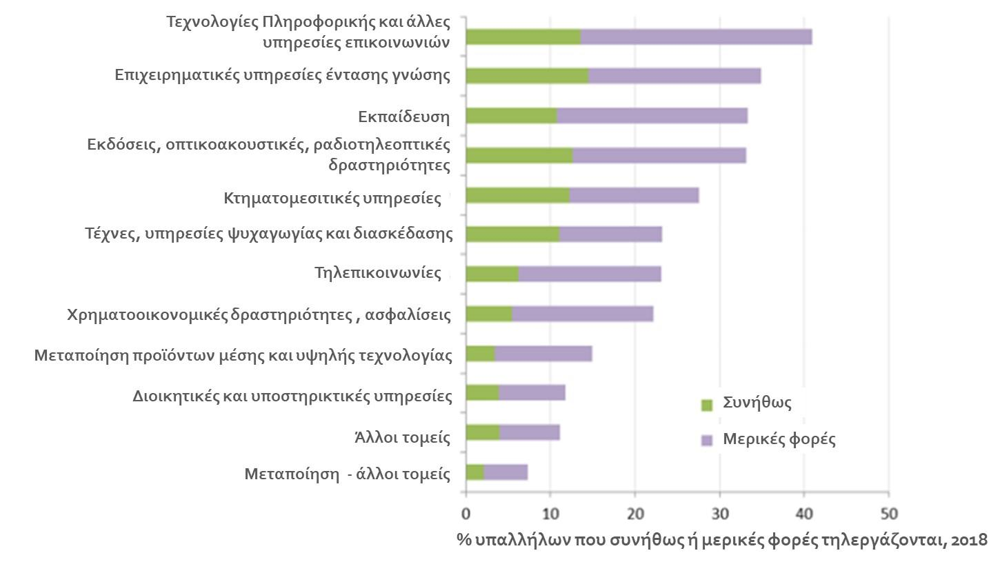 Τεχνολογίες Πληροφορικής και άλλες
υπηρεσίες επικοινωνιών
Επιχειρηματικές υπηρεσίες έντασης γνώσης
Εκπαίδευση
Εκδόσεις, οπτικοακουστικές, ραδιοτηλεοπτικές
δραστηριότητες
Κτηματομεσιτικές υπηρεσίες
Τέχνες, υπηρεσίες ψυχαγωγίας και διασκέδασης
Τηλεπικοινωνίες
Χρηματοοικονομικές δραστηριότητες , ασφαλίσεις
Μεταποίηση προϊόντων μέσης και υψηλής τεχνολογίας
Διοικητικές και υποστηρικτικές υπηρεσίες
Άλλοι τομείς
Μεταποίηση - άλλοι τομείς
Συνήθως
Μερικές φορές
0 10 20 30 40 50
% υπαλλήλων που συνήθως ή μερικές φορές τηλεργάζονται, 2018